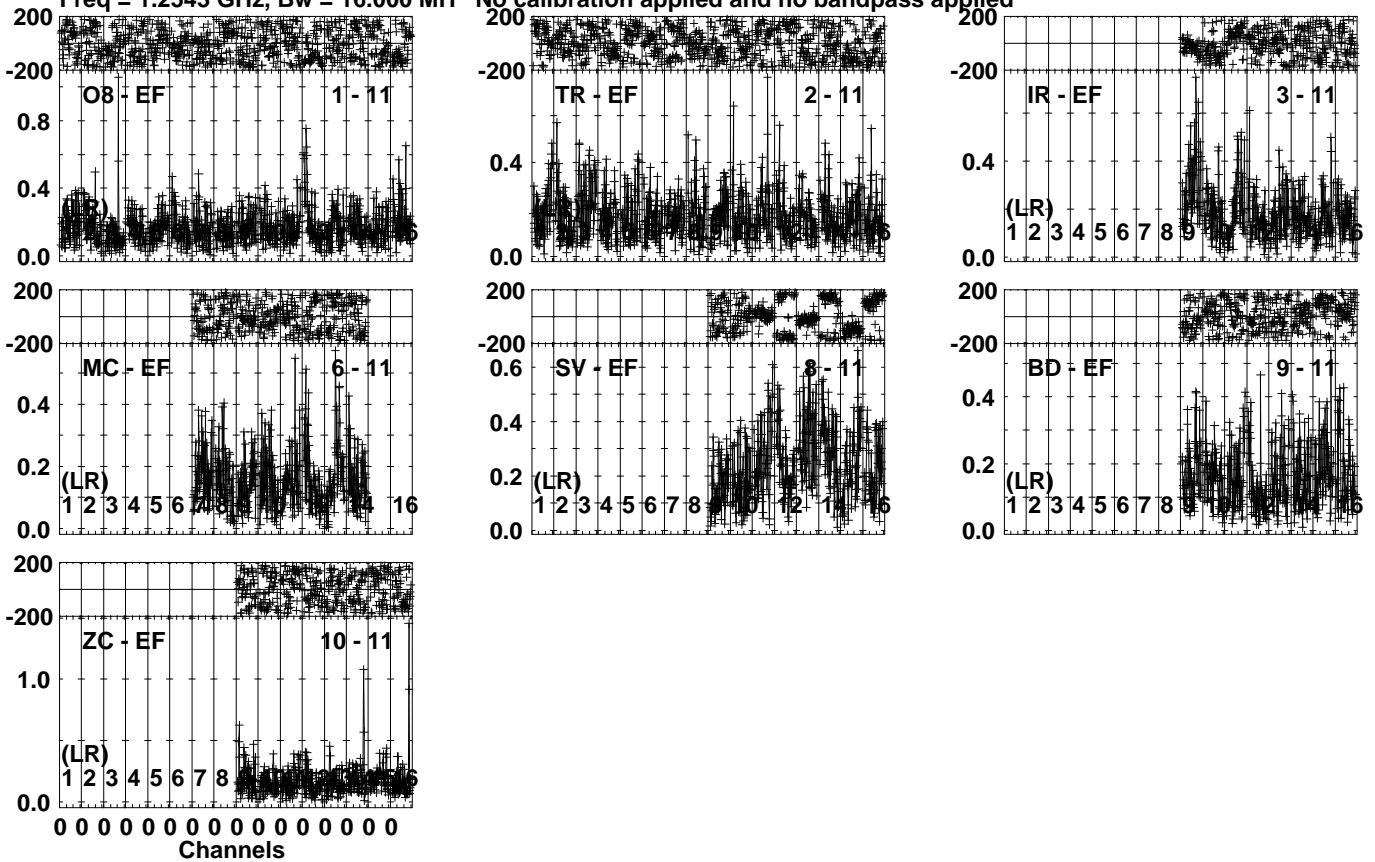 Freq = 1.2543 GHz, Bw = 16.000 MH No calibration applied and no bandpass applied
200
-200
O8 - EF 1 - 11
0.8
0.4
0.0
(LR)
200
-200
TR - EF 2 - 11
0.4
0.0
200
-200
IR - EF 3 - 11
0.4
0.0
(LR)
1 2 3 4 5 6 7 8 9 16
200
-200
MC - EF 6 - 11
0.4
0.2
0.0
(LR)
1 2 3 4 5 6 7 8 14 16
200
-200
SV - EF 8 - 11
0.6
0.4
0.2
0.0
(LR)
1 2 3 4 5 6 7 8 10 12 14 16
200
-200
BD - EF 9 - 11
0.4
0.2
0.0
(LR)
1 2 3 4 5 6 7 8 9 16
200
-200
ZC - EF 10 - 11
1.0
0.0
(LR)
1 2 3 4 5 6 7 8
0 0 0 0 0 0 0 0 0 0 0 0 0 0 0 0
Channels